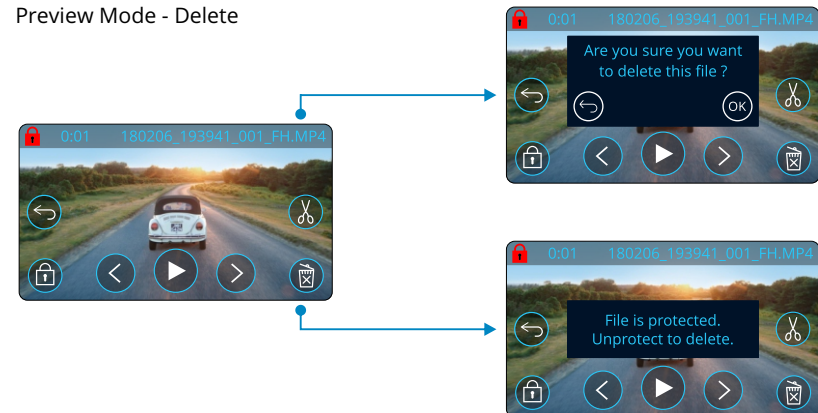 Preview Mode - Delete
0:01 180206_193941_001_FH.MP4
Are you sure you want
to delete this file ?
OK
0:01 180206_193941_001_FH.MP4
0:01 180206_193941_001_FH.MP4
File is protected.
Unprotect to delete.